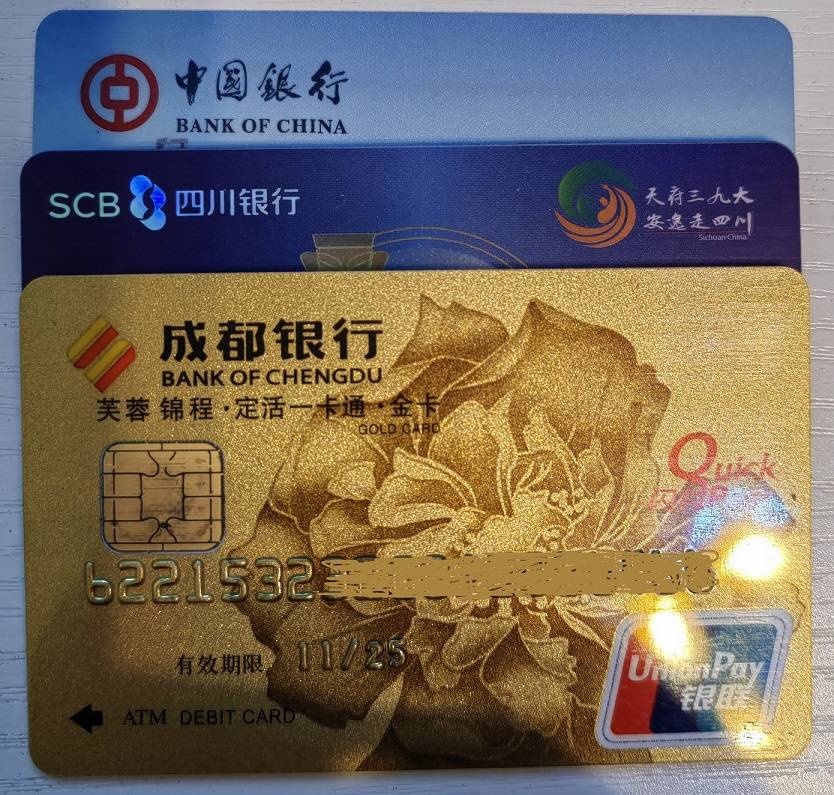 中国銀行
BANK OF CHINA
SCB 四川银行
天府三九大
安逸走四川
Sichuan·China
成都银行
BANK OF CHENGDU
芙蓉 锦程·定活一卡通·金卡
GOLD CARD
Quick
6221532
有效期限 11/25
ATM DEBIT CARD
UnionPay
银联